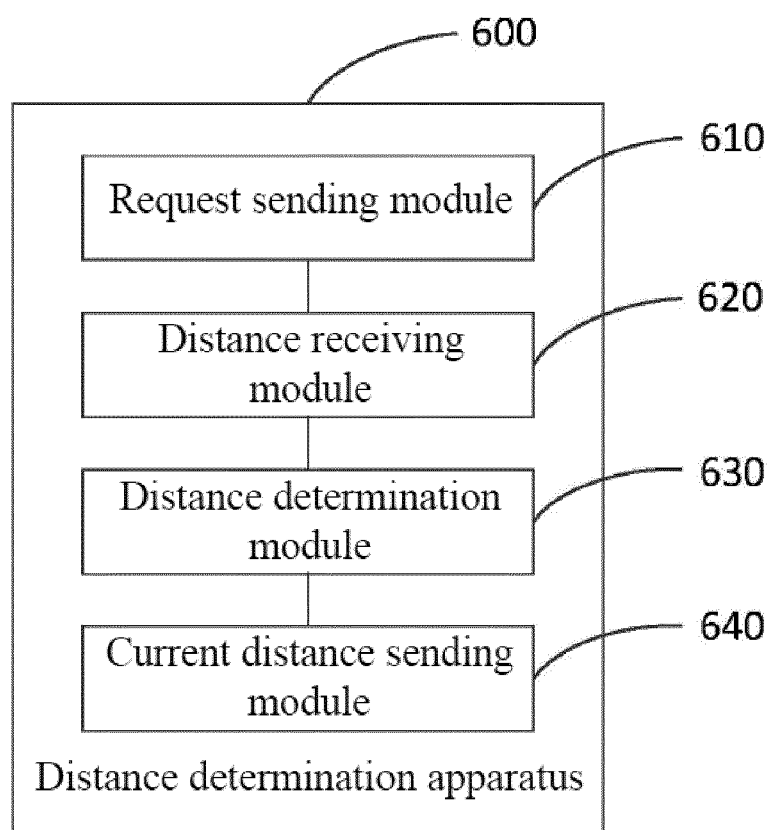 600
Request sending module
610
Distance receiving
module
620
Distance determination
module
630
Current distance sending
module
640
Distance determination apparatus